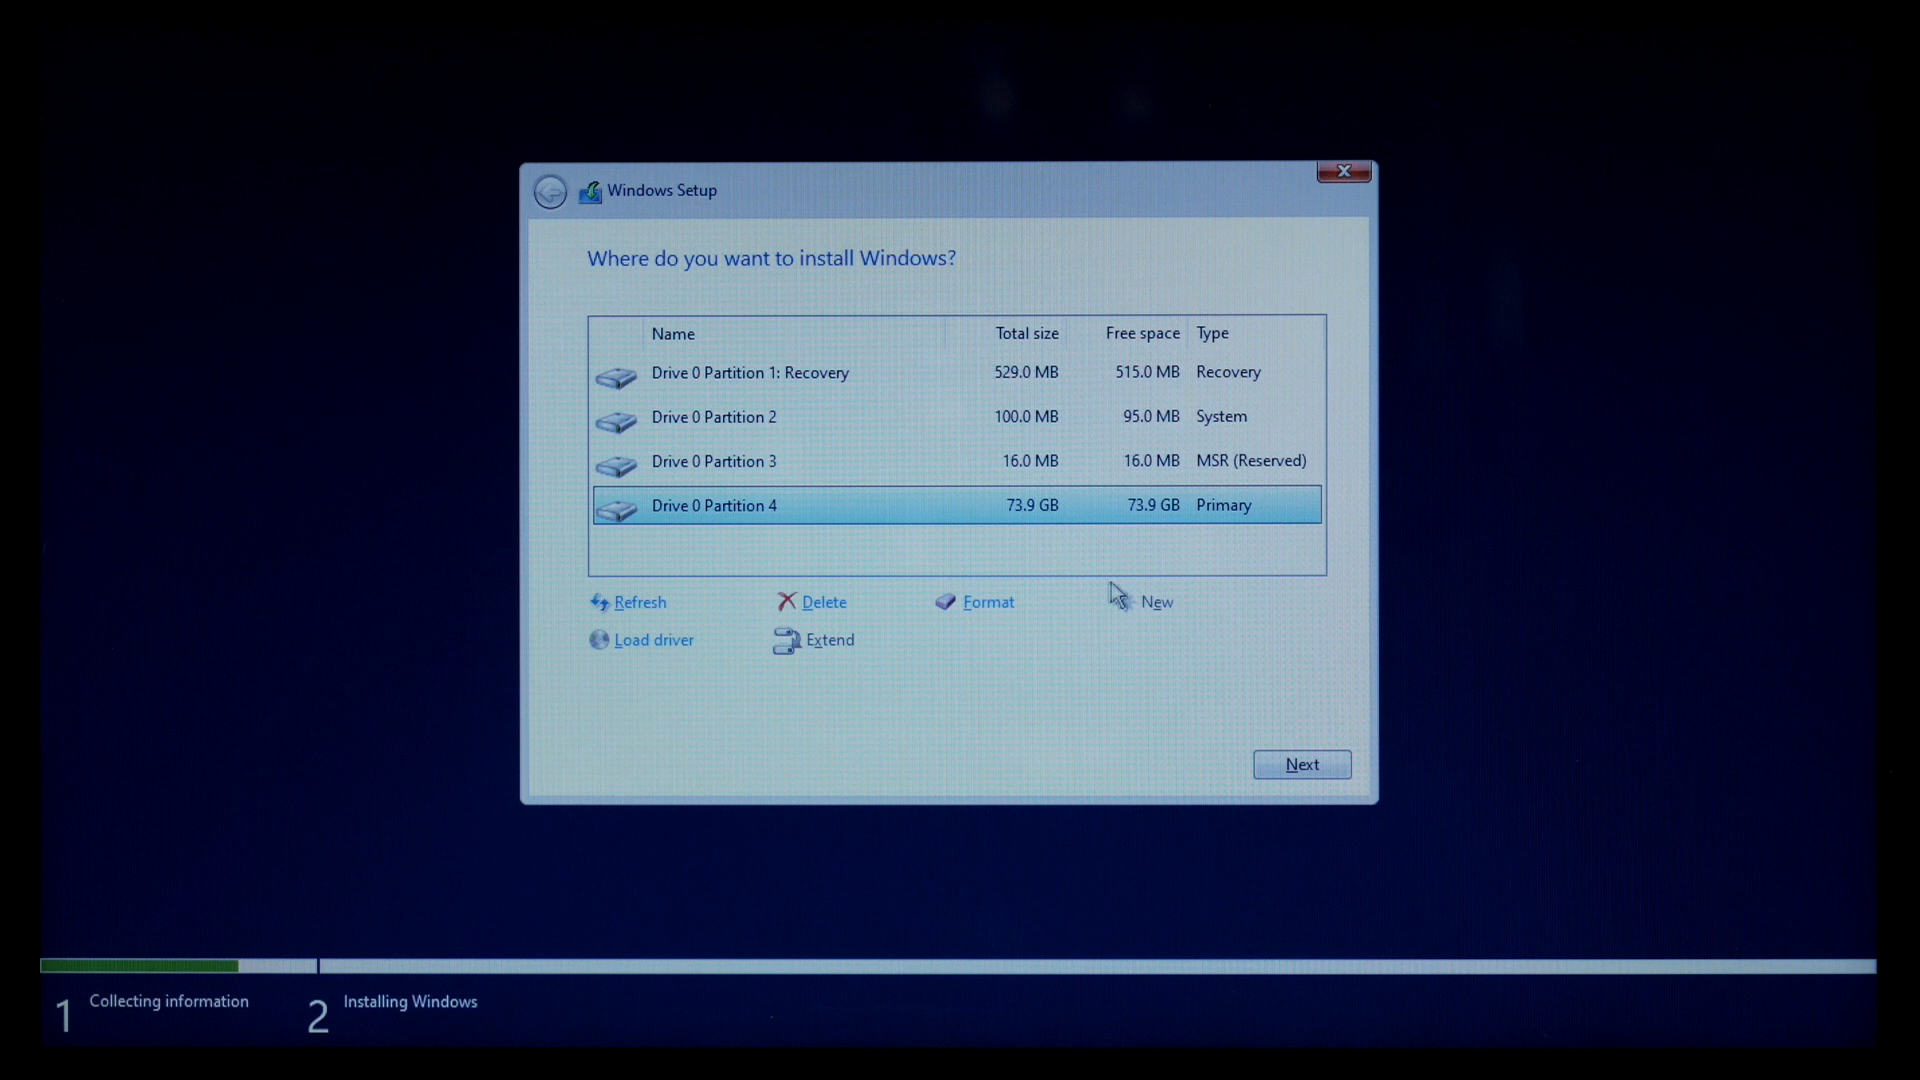 Windows Setup
Where do you want to install Windows?
Name Total size Free space Type
Drive 0 Partition 1: Recovery 529.0 MB 515.0 MB Recovery
Drive 0 Partition 2 100.0 MB 95.0 MB System
Drive 0 Partition 3 16.0 MB 16.0 MB MSR (Reserved)
Drive 0 Partition 4 73.9 GB 73.9 GB Primary
Refresh Delete Format New
Load driver Extend
Next
1 Collecting information 2 Installing Windows